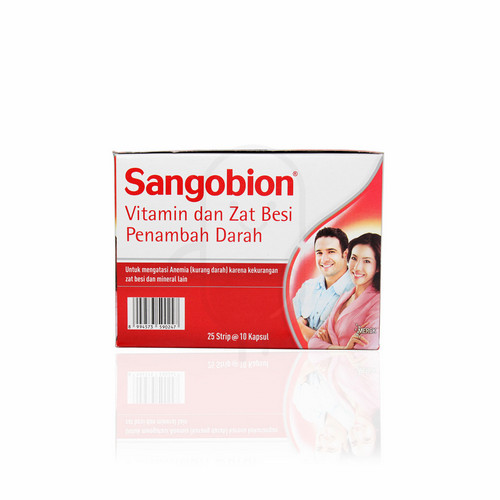 Sangobion®
Vitamin dan Zat Besi
Penambah Darah
Untuk mengatasi Anemia (kurang darah) karena kekurangan
zat besi dan mineral lain
25 Strip @ 10 Kapsul
MERCK